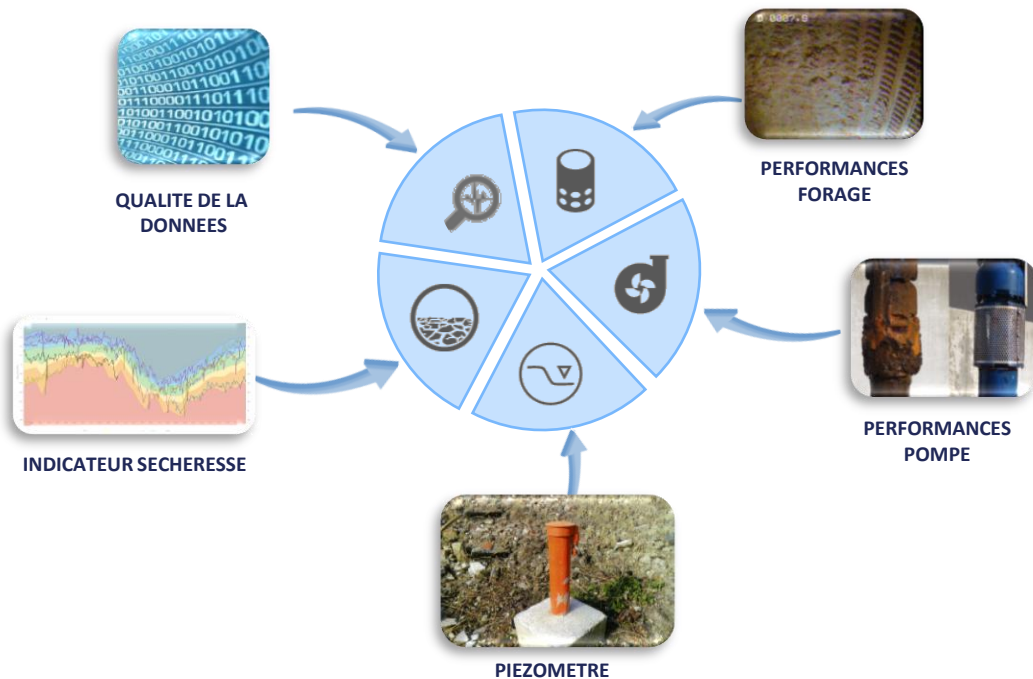 QUALITE DE LA
DONNEES
PERFORMANCES
FORAGE
INDICATEUR SECHERESSE
PERFORMANCES
POMPE
PIEZOMETRE